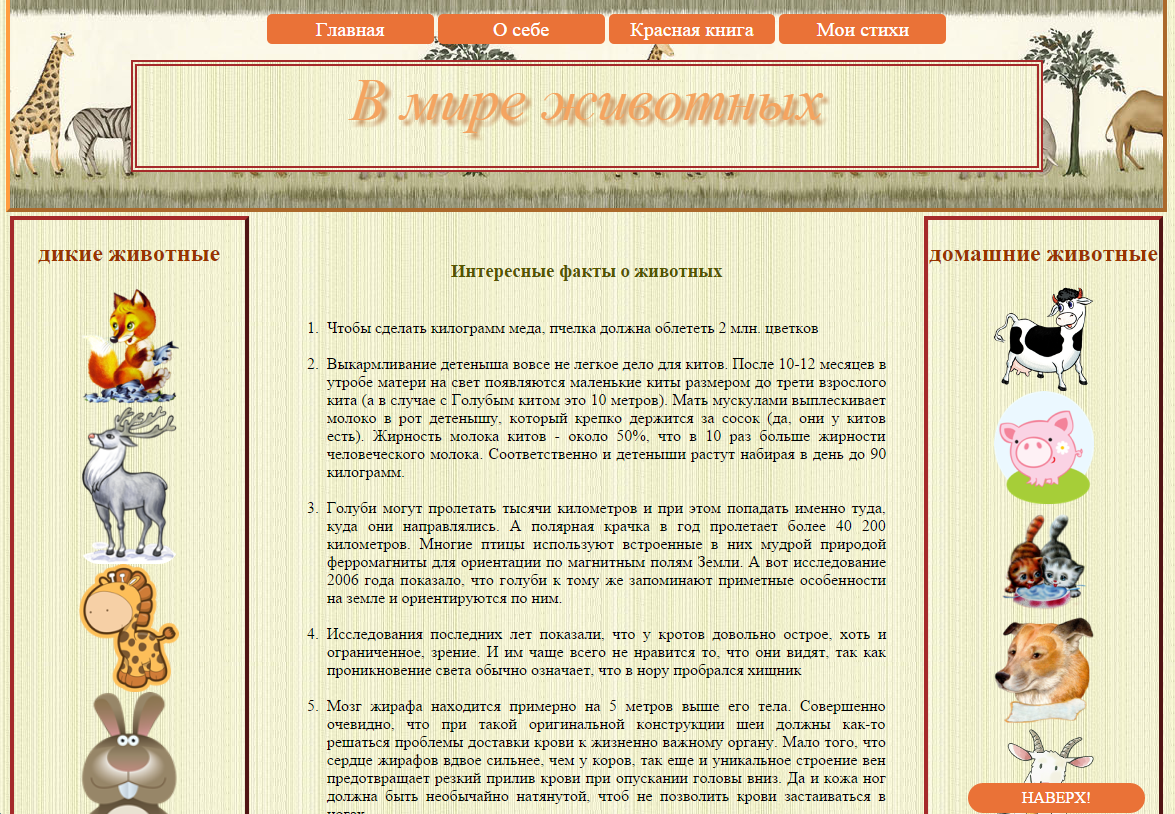 Главная
О себе
Красная книга
Мои стихи
В мире животных
дикие животные
Интересные факты о животных
1. Чтобы сделать килограмм меда, пчелка должна облететь 2 млн. цветков
2. Выкармливание детеныша вовсе не легкое дело для китов. После 10-12 месяцев в
утробе матери на свет появляются маленькие киты размером до трети взрослого
кита (а в случае с Голубым китом это 10 метров). Мать мускулами выплескивает
молоко в рот детенышу, который крепко держится за сосок (да, они у китов
есть). Жирность молока китов - около 50%, что в 10 раз больше жирности
человеческого молока. Соответственно и детеныши растут набирая в день до 90
килограмм.
3. Голуби могут пролетать тысячи километров и при этом попадать именно туда,
куда они направлялись. А полярная крачка в год пролетает более 40 200
километров. Многие птицы используют встроенные в них мудрой природой
ферромагниты для ориентации по магнитным полям Земли. А вот исследование
2006 года показало, что голуби к тому же запоминают приметные особенности
на земле и ориентируются по ним.
4. Исследования последних лет показали, что у кротов довольно острое, хоть и
ограниченное, зрение. И им чаще всего не нравится то, что они видят, так как
проникновение света обычно означает, что в нору пробрался хищник
5. Мозг жирафа находится примерно на 5 метров выше его тела. Совершенно
очевидно, что при такой оригинальной конструкции шеи должны как-то
решаться проблемы доставки крови к жизненно важному органу. Мало того, что
сердце жирафов вдвое сильнее, чем у коров, так еще и уникальное строение вен
предотвращает резкий прилив крови при опускании головы вниз. Да и кожа ног
должна быть необычайно натянутой, чтоб не позволить крови застаиваться в
домашние животные
НАВЕРХ!